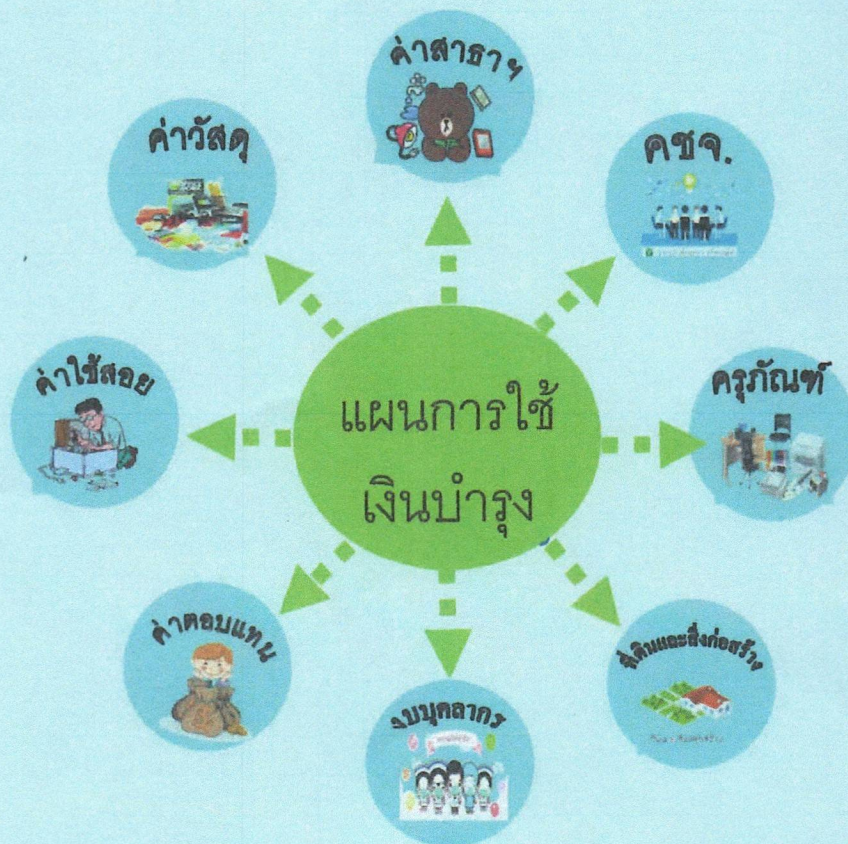 ค่าสาธาฯ
คชจ.
ครุภัณฑ์
ที่ดินและสิ่งก่อสร้าง
งบบุคลากร
ค่าตอบแทน
ค่าใช้สอย
ค่าวัสดุ
แผนการใช้
เงินบำรุง